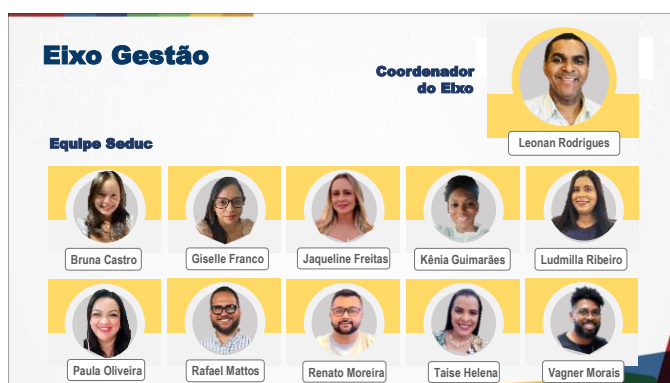 Eixo Gestão
Coordenador
do Eixo
Leonan Rodrigues
Equipe Seduc
Bruna Castro
Giselle Franco
Jaqueline Freitas
Kênia Guimarães
Ludmilla Ribeiro
Paula Oliveira
Rafael Mattos
Renato Moreira
Taise Helena
Vagner Morais